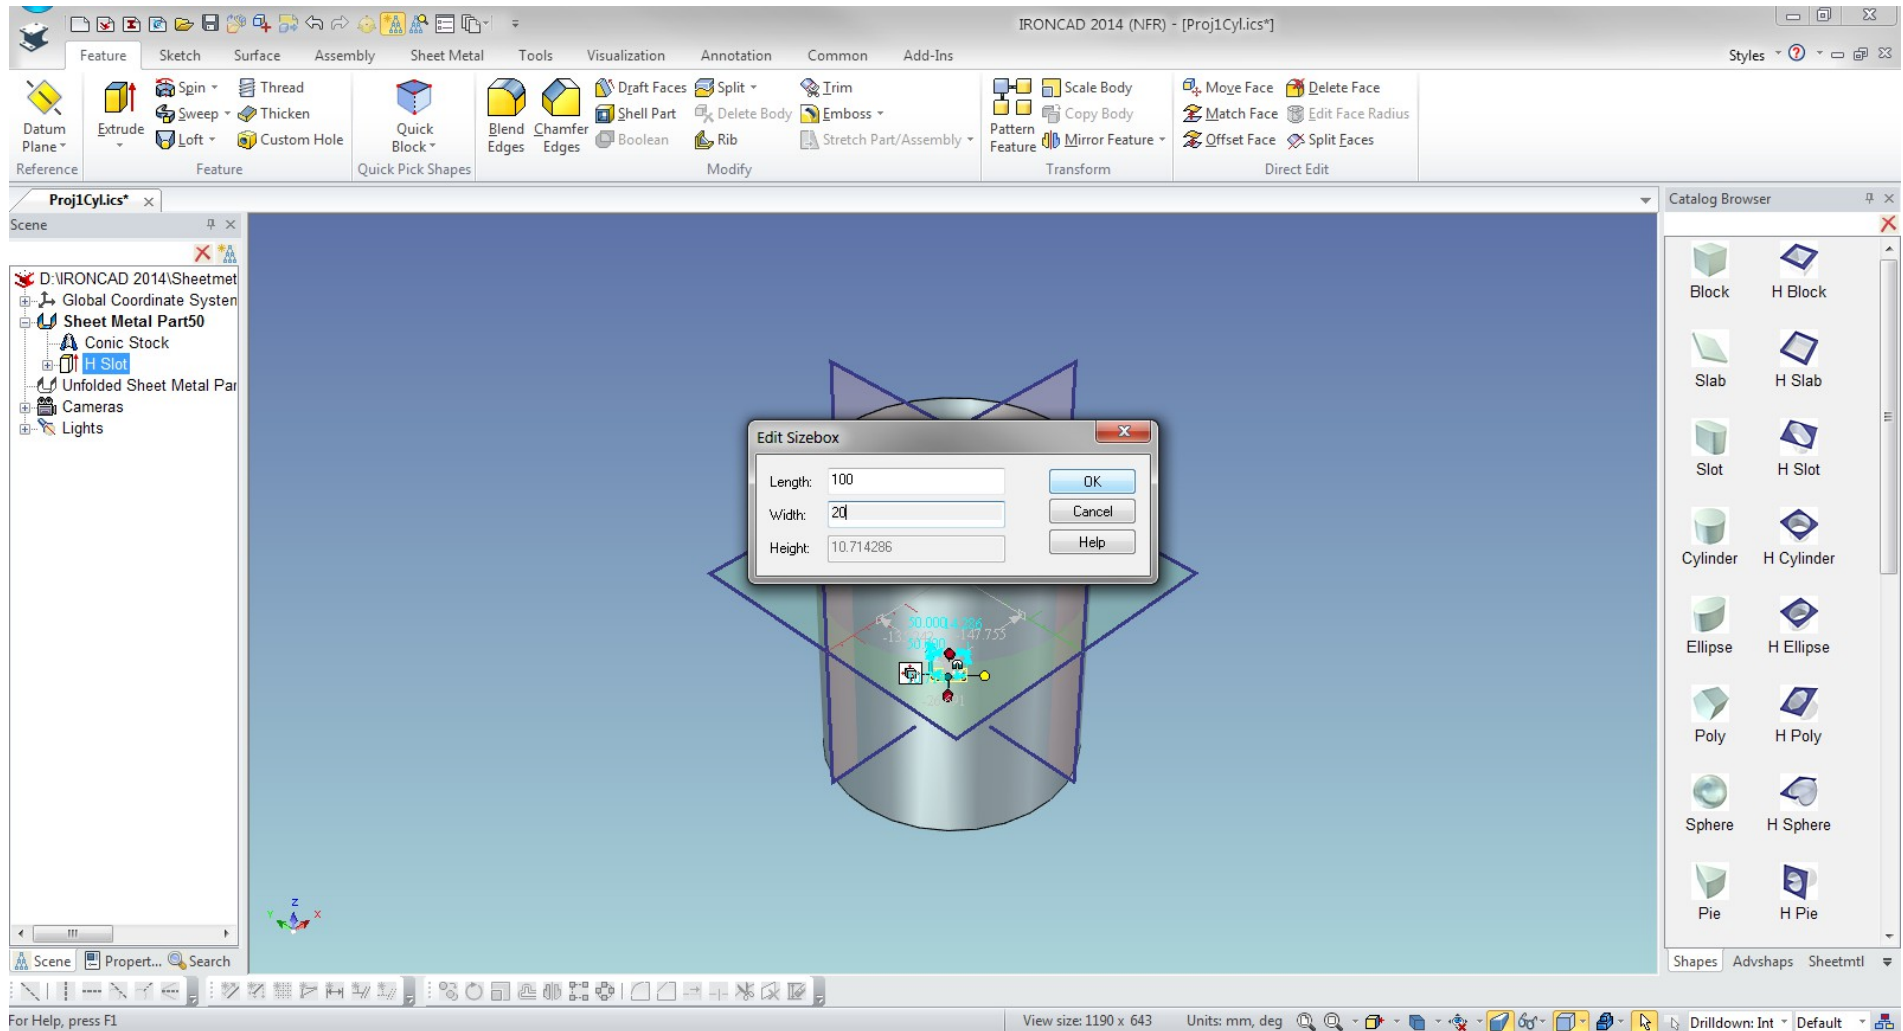 IRONCAD 2014 (NFR) - [Proj1Cyl.ics*]
Feature Sketch Surface Assembly Sheet Metal Tools Visualization Annotation Common Add-Ins Styles
Datum Plane
Reference
Extrude
Spin
Sweep
Loft
Thread
Thicken
Custom Hole
Feature
Quick Block
Quick Pick Shapes
Blend Edges
Chamfer Edges
Draft Faces
Shell Part
Boolean
Split
Delete Body
Rib
Trim
Emboss
Stretch Part/Assembly
Modify
Pattern Feature
Scale Body
Copy Body
Mirror Feature
Transform
Move Face
Match Face
Offset Face
Delete Face
Edit Face Radius
Split Faces
Direct Edit
Proj1Cyl.ics*
Scene
D:\IRONCAD 2014\Sheetmet
Global Coordinate System
Sheet Metal Part50
Conic Stock
H Slot
Unfolded Sheet Metal Par
Cameras
Lights
Scene Propert... Search
Edit Sizebox
Length: 100
Width: 20
Height: 10.714286
OK
Cancel
Help
50.000
-147.755
Z
Y
X
Catalog Browser
Block H Block
Slab H Slab
Slot H Slot
Cylinder H Cylinder
Ellipse H Ellipse
Poly H Poly
Sphere H Sphere
Pie H Pie
Shapes Advshaps Sheetmtl
For Help, press F1
View size: 1190 x 643
Units: mm, deg
Drilldown: Int
Default